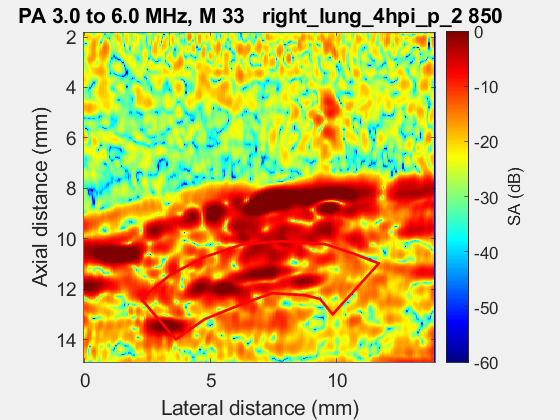 PA 3.0 to 6.0 MHz, M 33 right_lung_4hpi_p_2 850
2
4
6
8
10
12
14
Axial distance (mm)
0 5 10
Lateral distance (mm)
0
-10
-20
-30
-40
-50
-60
SA (dB)